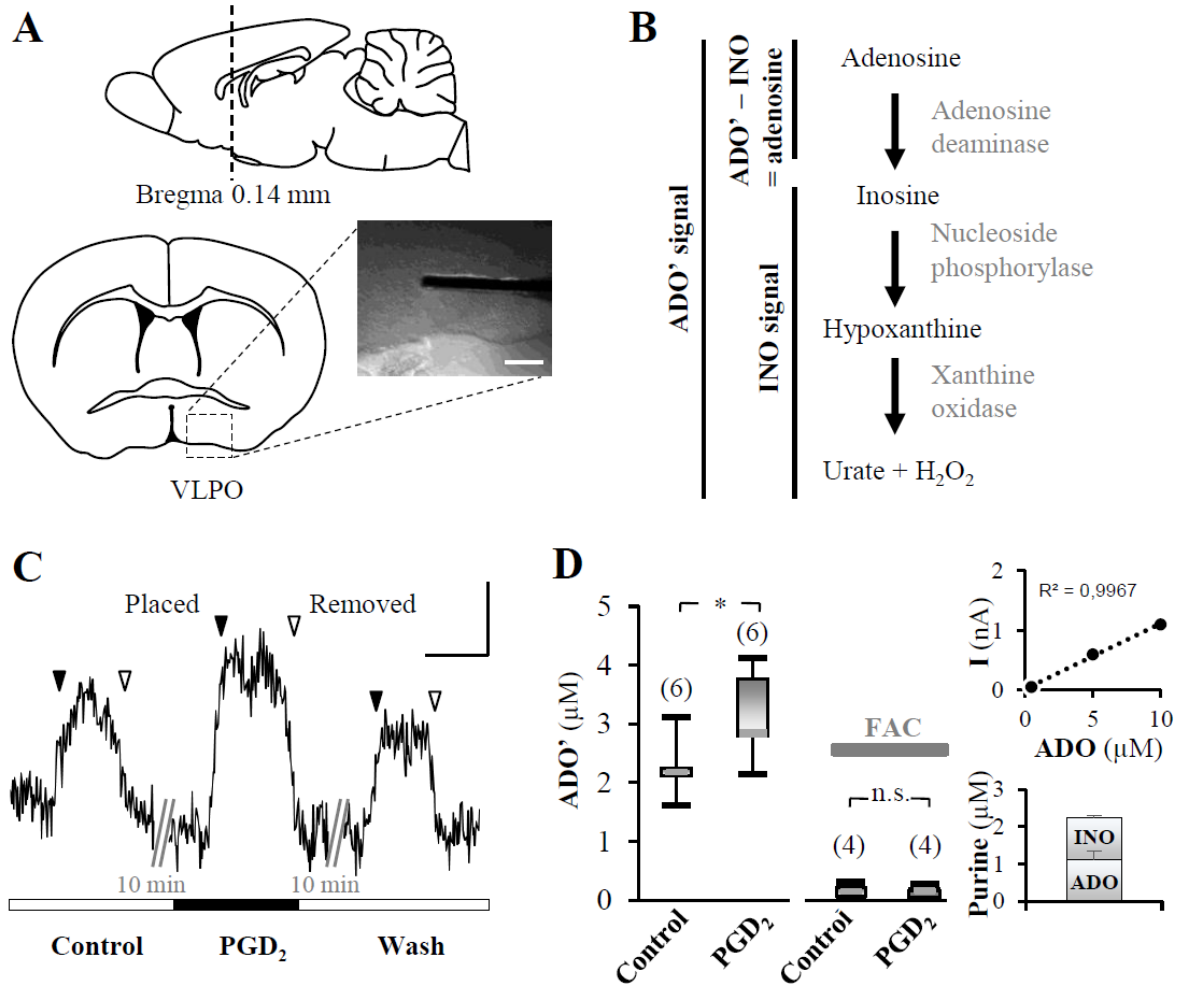 A
Bregma 0.14 mm
VLPO
B
ADO’ signal
ADO’ – INO
= adenosine
INO signal
Adenosine
Adenosine
deaminase
Inosine
Nucleoside
phosphorylase
Hypoxanthine
Xanthine
oxidase
Urate + H₂O₂
C
Placed
Removed
10 min
10 min
Control
PGD₂
Wash
D
ADO’ (µM)
5
4
3
2
1
0
*
(6)
(6)
FAC
n.s.
(4)
(4)
Control
PGD₂
Control
PGD₂
I (nA)
2
1
0
R² = 0,9967
0
5
10
ADO (µM)
Purine (µM)
3
2
1
0
INO
ADO